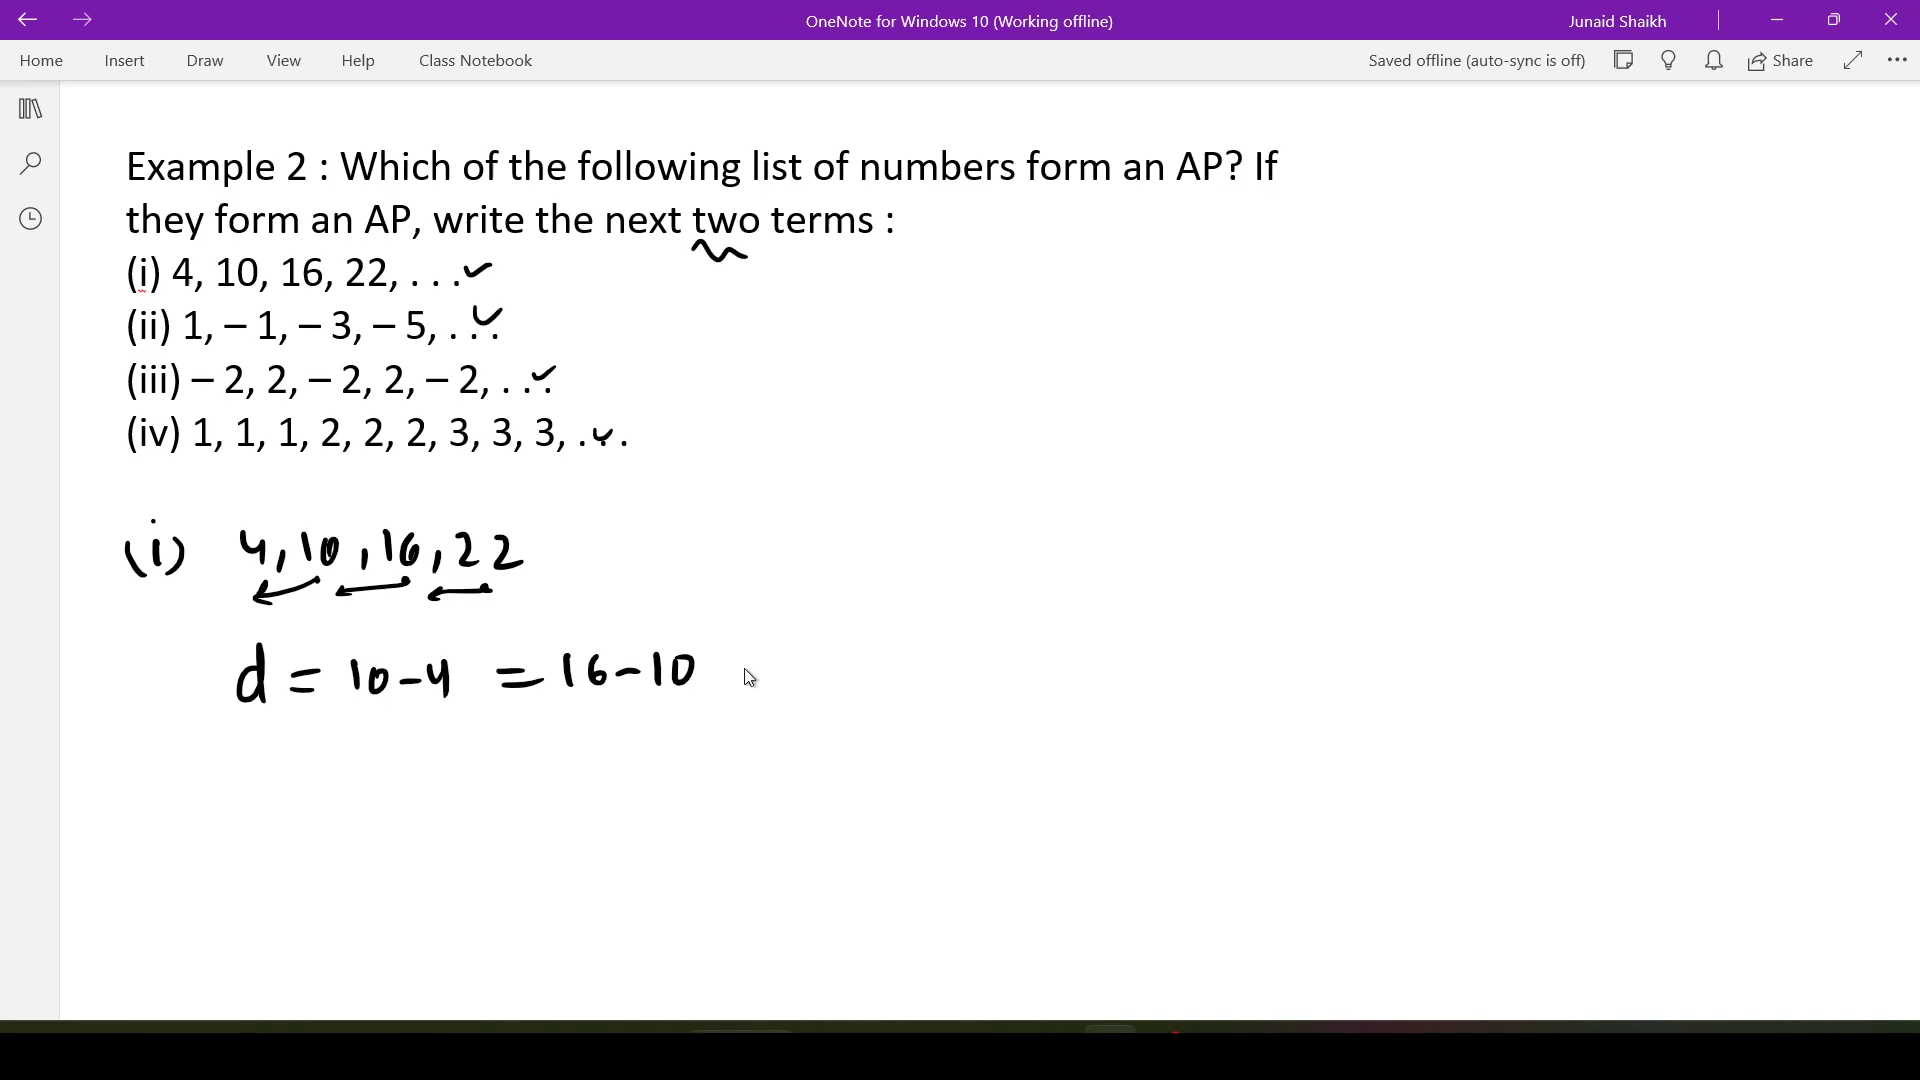 OneNote for Windows 10 (Working offline)
Junaid Shaikh
Home Insert Draw View Help Class Notebook
Saved offline (auto-sync is off) Share
Example 2 : Which of the following list of numbers form an AP? If
they form an AP, write the next two terms :
(i) 4, 10, 16, 22, . . .
(ii) 1, – 1, – 3, – 5, . . .
(iii) – 2, 2, – 2, 2, – 2, . . .
(iv) 1, 1, 1, 2, 2, 2, 3, 3, 3, . . .
(i) 4, 10, 16, 22
d = 10-4 = 16-10